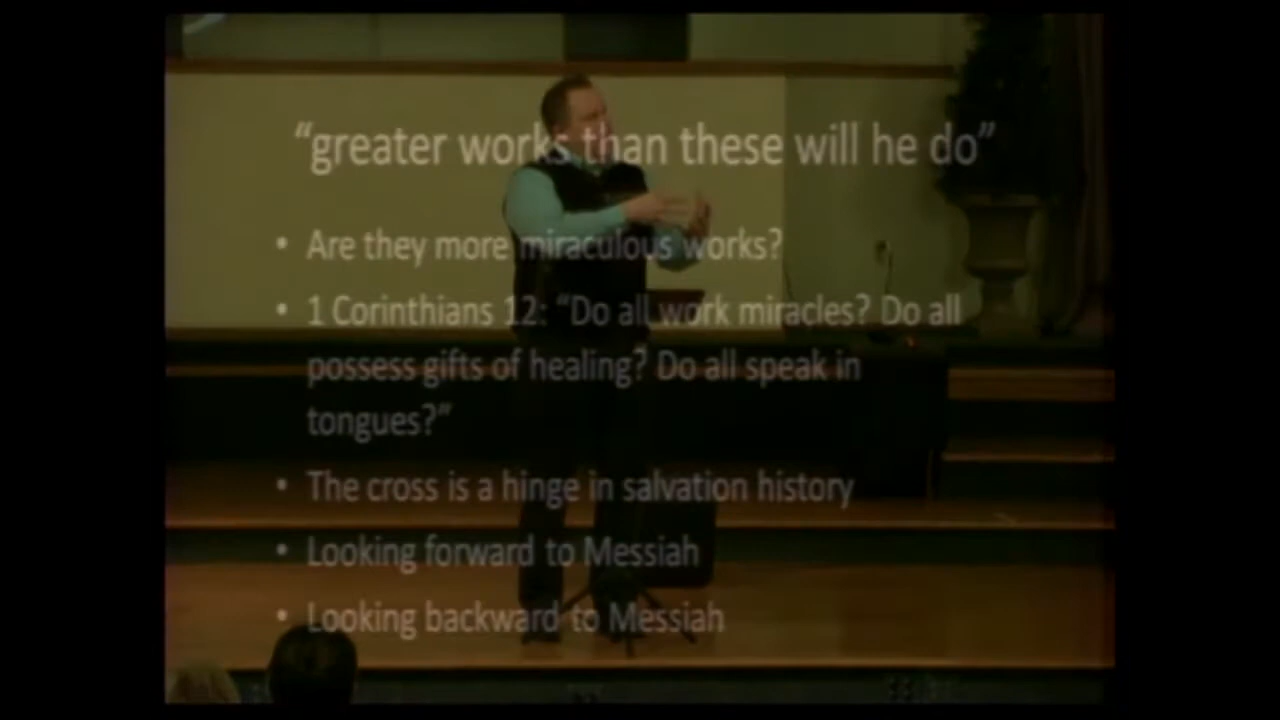 “greater works than these will he do”
• Are they more miraculous works?
• 1 Corinthians 12: “Do all work miracles? Do all
possess gifts of healing? Do all speak in
tongues?”
• The cross is a hinge in salvation history
• Looking forward to Messiah
• Looking backward to Messiah